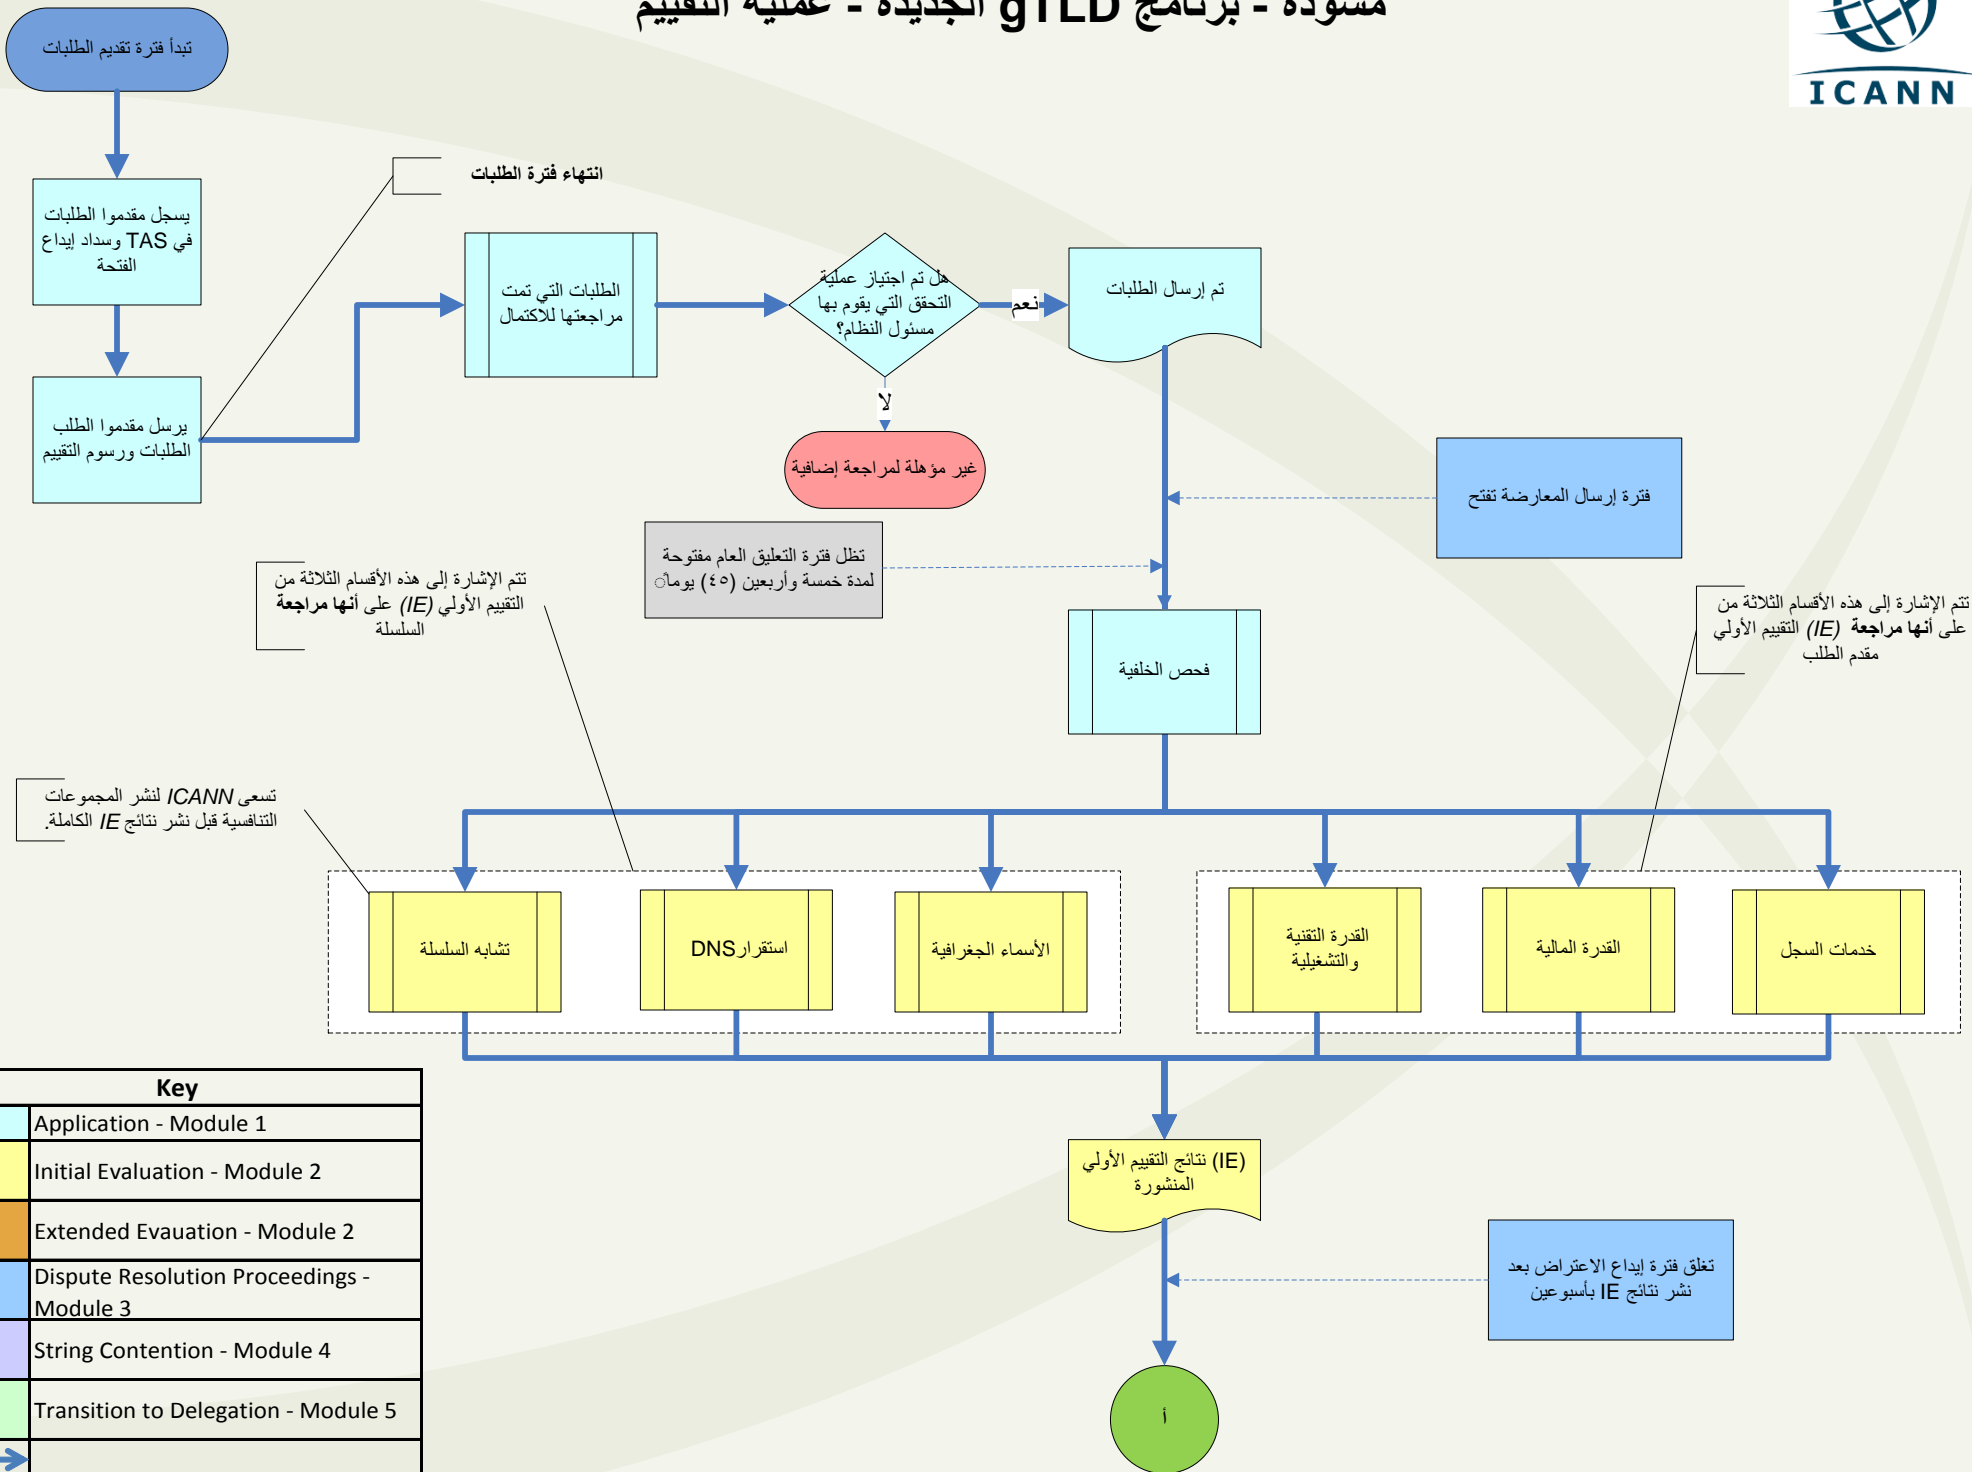 مسودة - برنامج gTLD الجديدة - عملية التقييم
ICANN
تبدأ فترة تقديم الطلبات
انتهاء فترة الطلبات
يسجل مقدموا الطلبات
في TAS وسداد إيداع
الفتحة
الطلبات التي تمت
مراجعتها للاكتمال
هل تم اجتياز عملية
التحقق التي يقوم بها
مسئول النظام؟
نعم
تم إرسال الطلبات
لا
يرسل مقدموا الطلب
الطلبات ورسوم التقييم
غير مؤهلة لمراجعة إضافية
فترة إرسال المعارضة تفتح
تظل فترة التعليق العام مفتوحة
لمدة خمسة وأربعين (٤٥) يوماً
تتم الإشارة إلى هذه الأقسام الثلاثة من
التقييم الأولي (IE) على أنها مراجعة
السلسلة
تتم الإشارة إلى هذه الأقسام الثلاثة من
على أنها مراجعة (IE) التقييم الأولي
مقدم الطلب
فحص الخلفية
تسعى ICANN لنشر المجموعات
التنافسية قبل نشر نتائج IE الكاملة.
تشابه السلسلة
استقرارDNS
الأسماء الجغرافية
القدرة التقنية
والتشغيلية
القدرة المالية
خدمات السجل
(IE) نتائج التقييم الأولي
المنشورة
تغلق فترة إيداع الاعتراض بعد
نشر نتائج IE بأسبوعين
أ
Key
Application - Module 1
Initial Evaluation - Module 2
Extended Evauation - Module 2
Dispute Resolution Proceedings -
Module 3
String Contention - Module 4
Transition to Delegation - Module 5